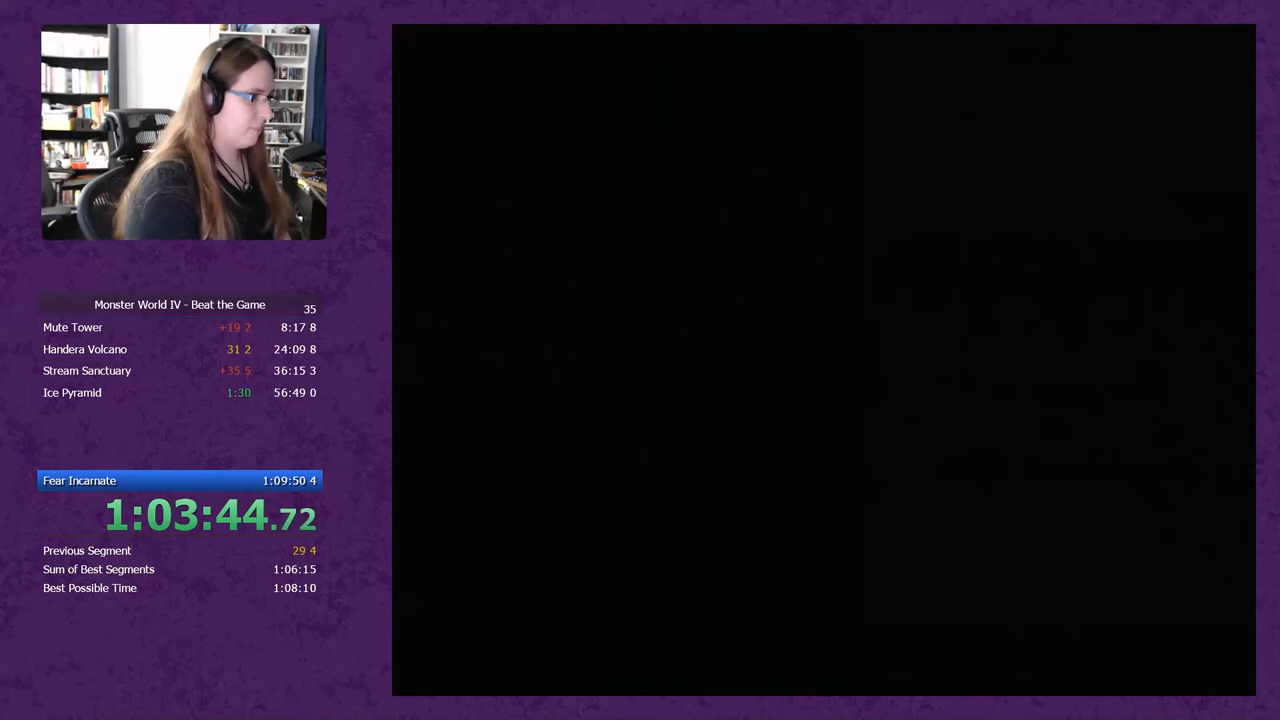 Monster World IV - Beat the Game 35
Mute Tower +19 2 8:17 8
Handera Volcano 31 2 24:09 8
Stream Sanctuary +35 5 36:15 3
Ice Pyramid 1:30 56:49 0
Fear Incarnate 1:09:50 4
1:03:44.72
Previous Segment 29 4
Sum of Best Segments 1:06:15
Best Possible Time 1:08:10